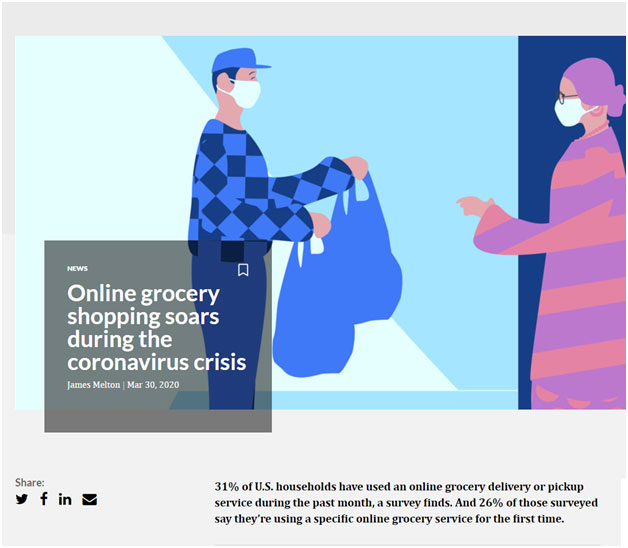 NEWS
Online grocery
shopping soars
during the
coronavirus crisis
James Melton | Mar 30, 2020
Share:
31% of U.S. households have used an online grocery delivery or pickup
service during the past month, a survey finds. And 26% of those surveyed
say they're using a specific online grocery service for the first time.